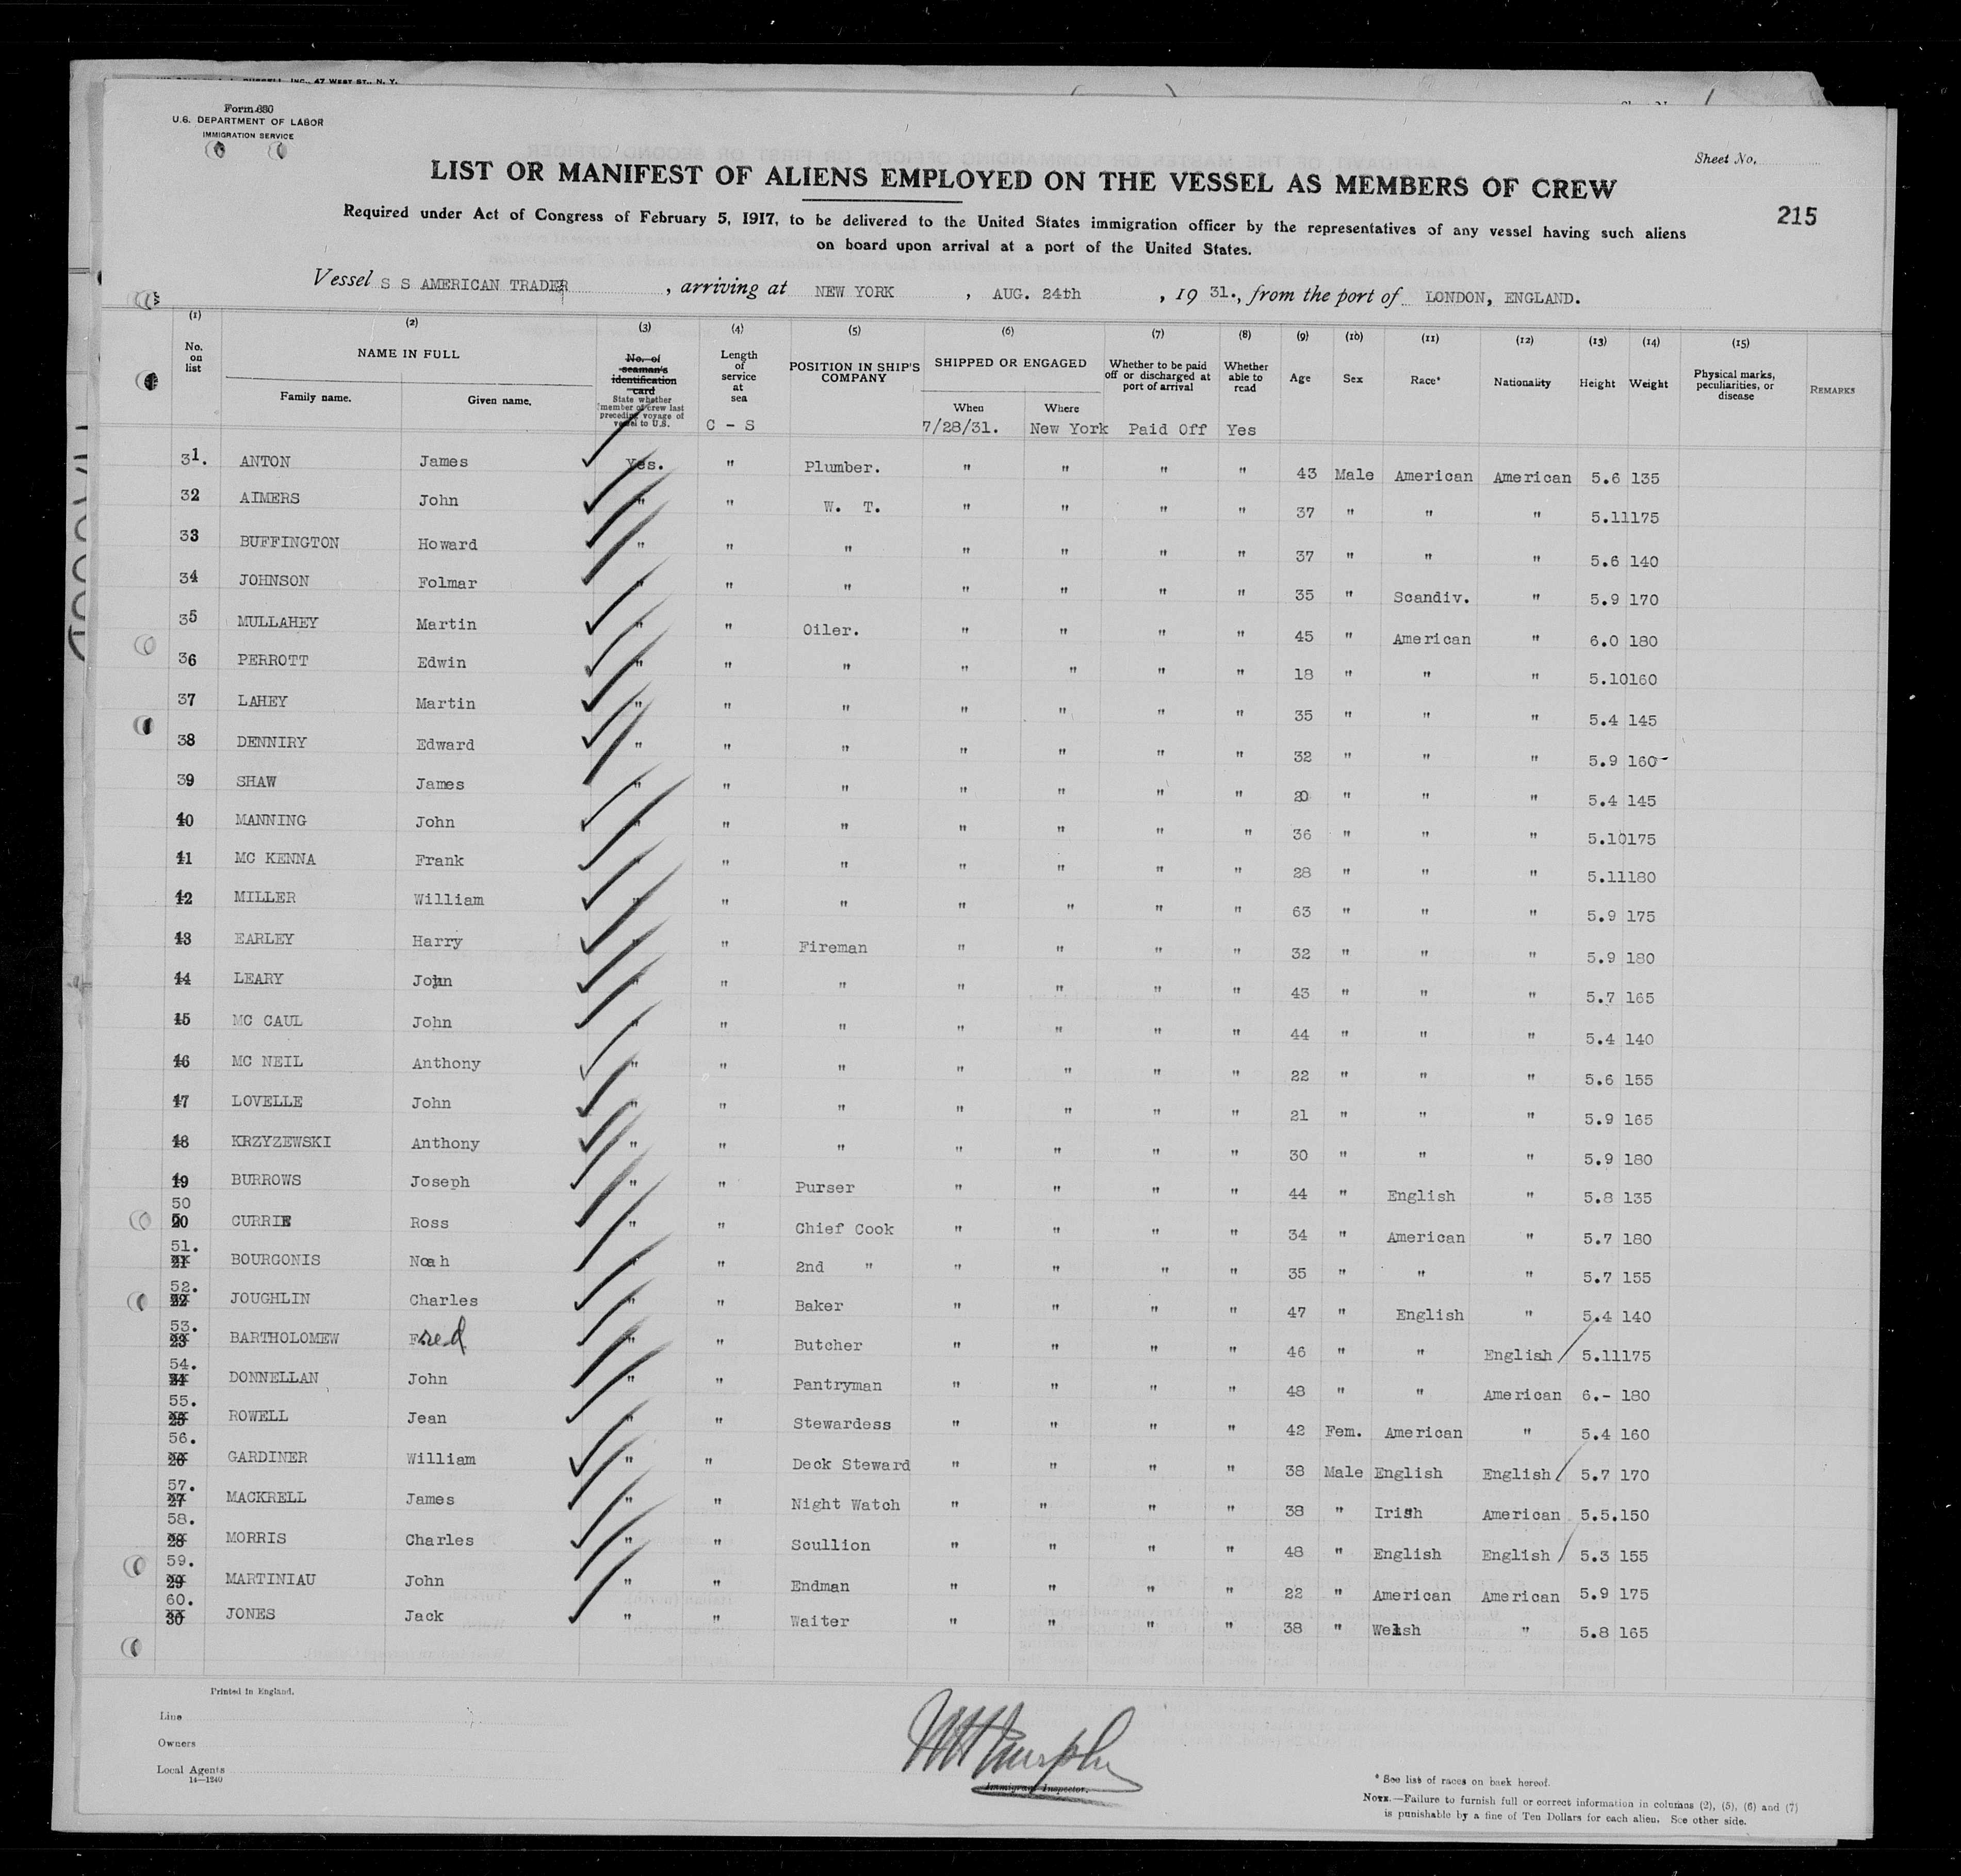 INC., 47 WEST ST., N. Y.
Form 680
U.S. DEPARTMENT OF LABOR
IMMIGRATION SERVICE
Sheet No.
LIST OR MANIFEST OF ALIENS EMPLOYED ON THE VESSEL AS MEMBERS OF CREW
215
Required under Act of Congress of February 5, 1917, to be delivered to the United States immigration officer by the representatives of any vessel having such aliens
on board upon arrival at a port of the United States.
Vessel S S AMERICAN TRADER, arriving at NEW YORK, AUG. 24th, 19 31., from the port of LONDON, ENGLAND.
(1) (2) (3) (4) (5) (6) (7) (8) (9) (10) (11) (12) (13) (14) (15)
No. on list NAME IN FULL Family name. Given name. No. of seaman's identification card State whether member of crew last preceding voyage of vessel to U.S. Length of service at sea POSITION IN SHIP'S COMPANY SHIPPED OR ENGAGED When Where Whether to be paid off or discharged at port of arrival Whether able to read Age Sex Race* Nationality Height Weight Physical marks, peculiarities, or disease REMARKS
C - S 7/28/31. New York Paid Off Yes
31. ANTON James Yes. " Plumber. " " " " 43 Male American American 5.6 135
32 AIMERS John " " W. T. " " " " 37 " " " 5.11 175
33 BUFFINGTON Howard " " " " " " " 37 " " " 5.6 140
34 JOHNSON Folmar " " " " " " " 35 " Scandiv. " 5.9 170
35 MULLAHEY Martin " " Oiler. " " " " 45 " American " 6.0 180
36 PERROTT Edwin " " " " " " " 18 " " " 5.10 160
37 LAHEY Martin " " " " " " " 35 " " " 5.4 145
38 DENNIRY Edward " " " " " " " 32 " " " 5.9 160
39 SHAW James " " " " " " " 20 " " " 5.4 145
40 MANNING John " " " " " " " 36 " " " 5.10 175
41 MC KENNA Frank " " " " " " " 28 " " " 5.11 180
42 MILLER William " " " " " " " 63 " " " 5.9 175
43 EARLEY Harry " " Fireman " " " " 32 " " " 5.9 180
44 LEARY John " " " " " " " 43 " " " 5.7 165
45 MC CAUL John " " " " " " " 44 " " " 5.4 140
46 MC NEIL Anthony " " " " " " " 22 " " " 5.6 155
47 LOVELLE John " " " " " " " 21 " " " 5.9 165
48 KRZYZEWSKI Anthony " " " " " " " 30 " " " 5.9 180
49 BURROWS Joseph " " Purser " " " " 44 " English " 5.8 135
50 CURRIE Ross " " Chief Cook " " " " 34 " American " 5.7 180
51. BOURGONIS Noah " " 2nd " " " " " 35 " " " 5.7 155
52. JOUGHLIN Charles " " Baker " " " " 47 " English " 5.4 140
53. BARTHOLOMEW Fred " " Butcher " " " " 46 " " English 5.11 175
54. DONNELLAN John " " Pantryman " " " " 48 " " American 6.- 180
55. ROWELL Jean " " Stewardess " " " " 42 Fem. American " 5.4 160
56. GARDINER William " " Deck Steward " " " " 38 Male English English 5.7 170
57. MACKRELL James " " Night Watch " " " " 38 " Irish American 5.5. 150
58. MORRIS Charles " " Scullion " " " " 48 " English English 5.3 155
59. MARTINIAU John " " Endman " " " " 22 " American American 5.9 175
60. JONES Jack " " Waiter " " " " 38 " Welsh " 5.8 165
Printed in England.
Line
Owners
Local Agents
14—1240
Murphy
Immigrant Inspector.
* See list of races on back hereof.
NOTE.—Failure to furnish full or correct information in columns (2), (5), (6) and (7)
is punishable by a fine of Ten Dollars for each alien. See other side.